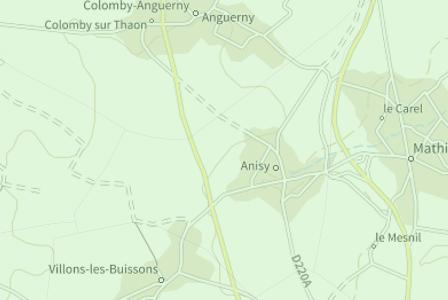 Colomby-Anguerny
Anguerny
Colomby sur Thaon
le Carel
Mathi
Anisy
le Mesnil
D220A
Villons-les-Buissons